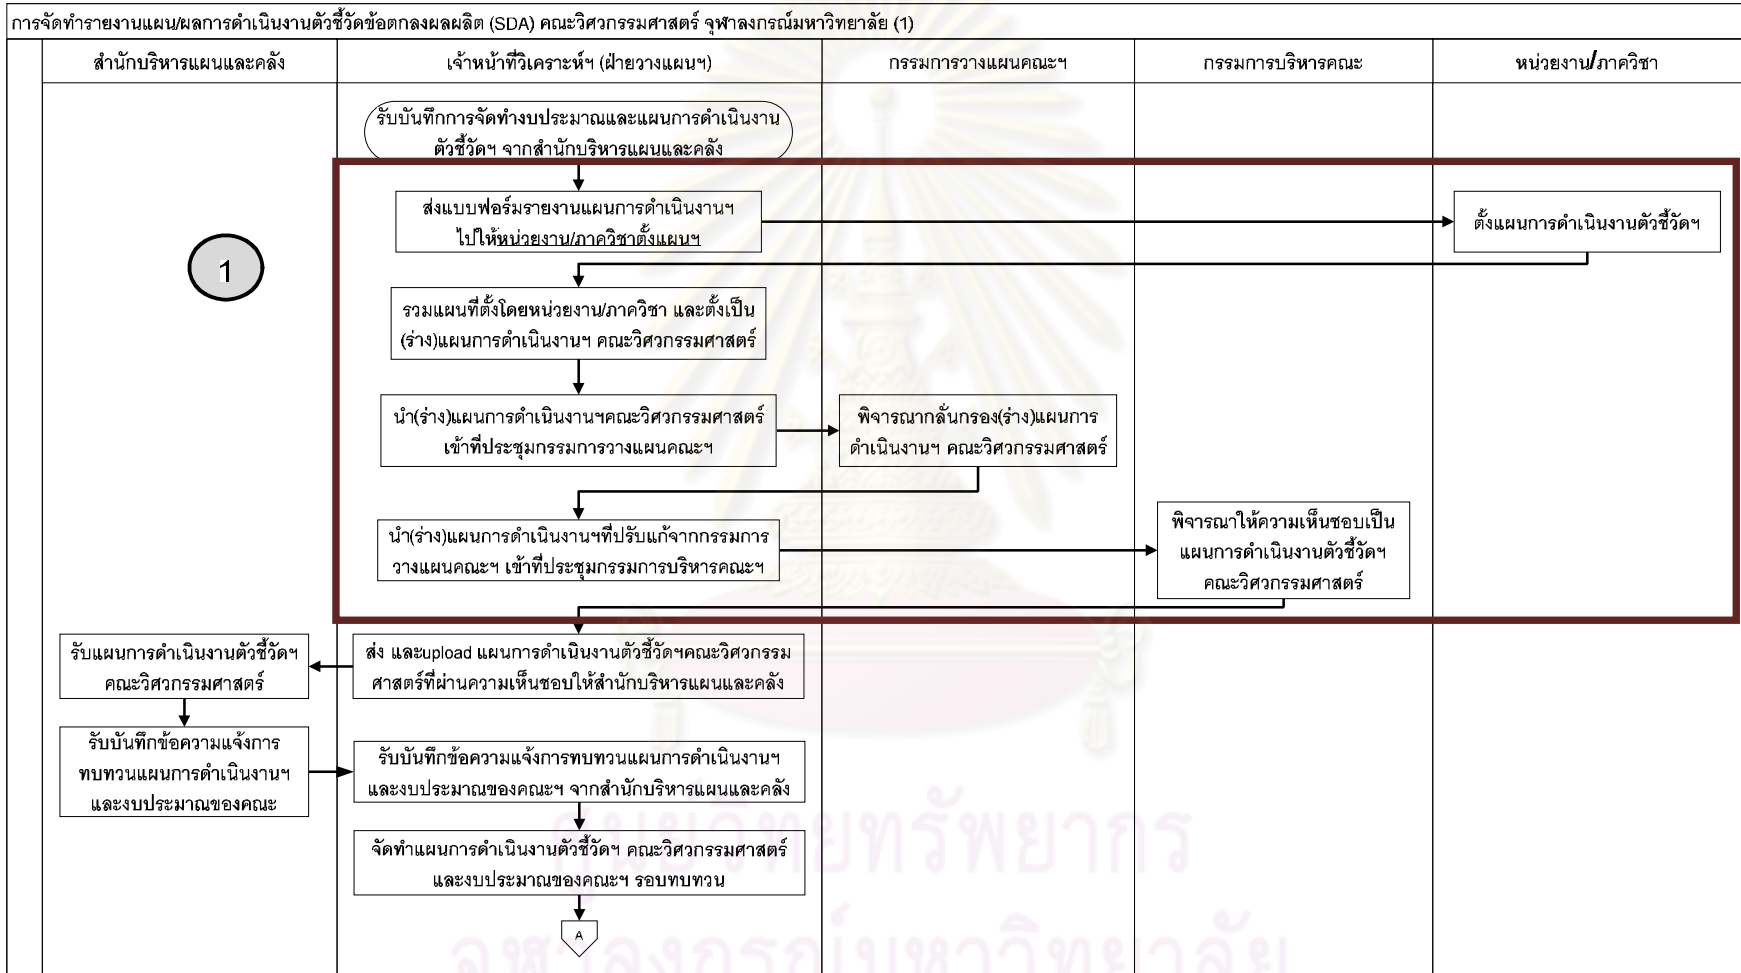 การจัดทำรายงานแผน/ผลการดำเนินงานตัวชี้วัดข้อตกลงผลผลิต (SDA) คณะวิศวกรรมศาสตร์ จุฬาลงกรณ์มหาวิทยาลัย (1)
สำนักบริหารแผนและคลัง
เจ้าหน้าที่วิเคราะห์ฯ (ฝ่ายวางแผนฯ)
กรรมการวางแผนคณะฯ
กรรมการบริหารคณะ
หน่วยงาน/ภาควิชา
รับบันทึกการจัดทำงบประมาณและแผนการดำเนินงาน
ตัวชี้วัดฯ จากสำนักบริหารแผนและคลัง
ส่งแบบฟอร์มรายงานแผนการดำเนินงานฯ
ไปให้หน่วยงาน/ภาควิชาตั้งแผนฯ
ตั้งแผนการดำเนินงานตัวชี้วัดฯ
1
รวมแผนที่ตั้งโดยหน่วยงาน/ภาควิชา และตั้งเป็น
(ร่าง)แผนการดำเนินงานฯ คณะวิศวกรรมศาสตร์
นำ(ร่าง)แผนการดำเนินงานฯคณะวิศวกรรมศาสตร์
เข้าที่ประชุมกรรมการวางแผนคณะฯ
พิจารณากลั่นกรอง(ร่าง)แผนการ
ดำเนินงานฯ คณะวิศวกรรมศาสตร์
นำ(ร่าง)แผนการดำเนินงานฯที่ปรับแก้จากกรรมการ
วางแผนคณะฯ เข้าที่ประชุมกรรมการบริหารคณะฯ
พิจารณาให้ความเห็นชอบเป็น
แผนการดำเนินงานตัวชี้วัดฯ
คณะวิศวกรรมศาสตร์
รับแผนการดำเนินงานตัวชี้วัดฯ
คณะวิศวกรรมศาสตร์
ส่ง และupload แผนการดำเนินงานตัวชี้วัดฯคณะวิศวกรรม
ศาสตร์ที่ผ่านความเห็นชอบให้สำนักบริหารแผนและคลัง
รับบันทึกข้อความแจ้งการ
ทบทวนแผนการดำเนินงานฯ
และงบประมาณของคณะ
รับบันทึกข้อความแจ้งการทบทวนแผนการดำเนินงานฯ
และงบประมาณของคณะฯ จากสำนักบริหารแผนและคลัง
จัดทำแผนการดำเนินงานตัวชี้วัดฯ คณะวิศวกรรมศาสตร์
และงบประมาณของคณะฯ รอบทบทวน
A
ศูนย์วิทยทรัพยากร
จุฬาลงกรณ์มหาวิทยาลัย